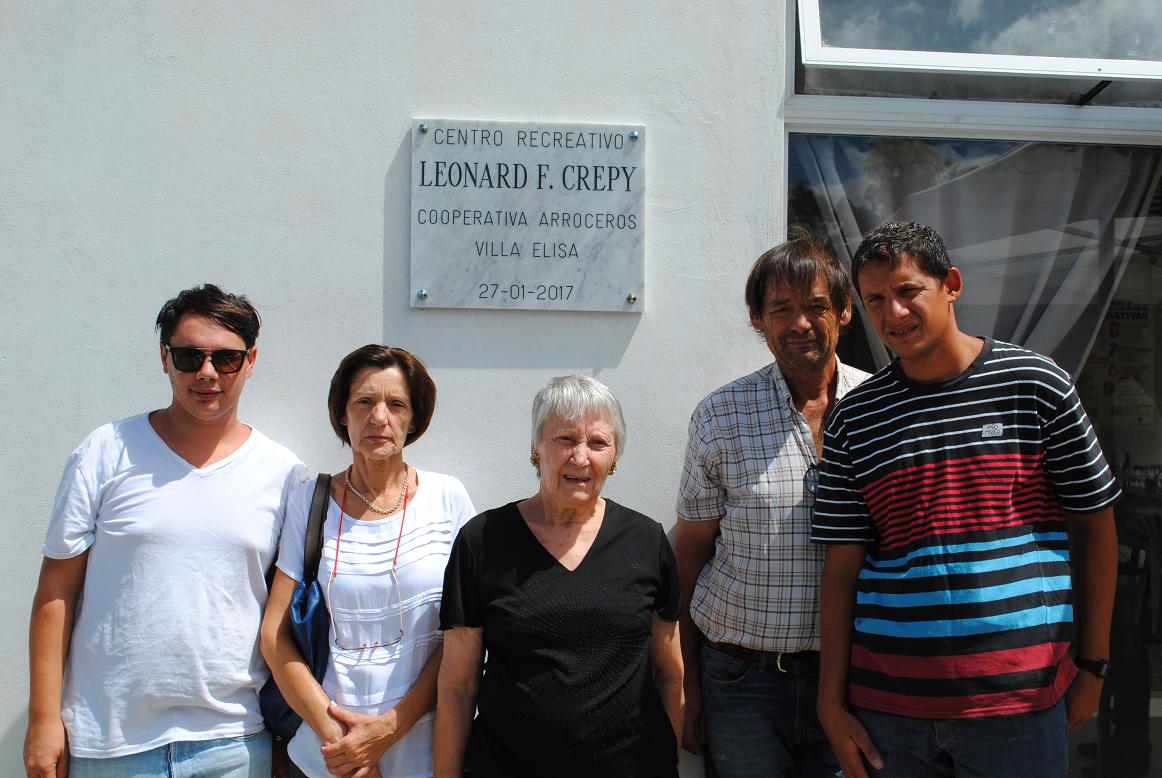 CENTRO RECREATIVO
LEONARD F. CREPY
COOPERATIVA ARROCEROS
VILLA ELISA
27-01-2017